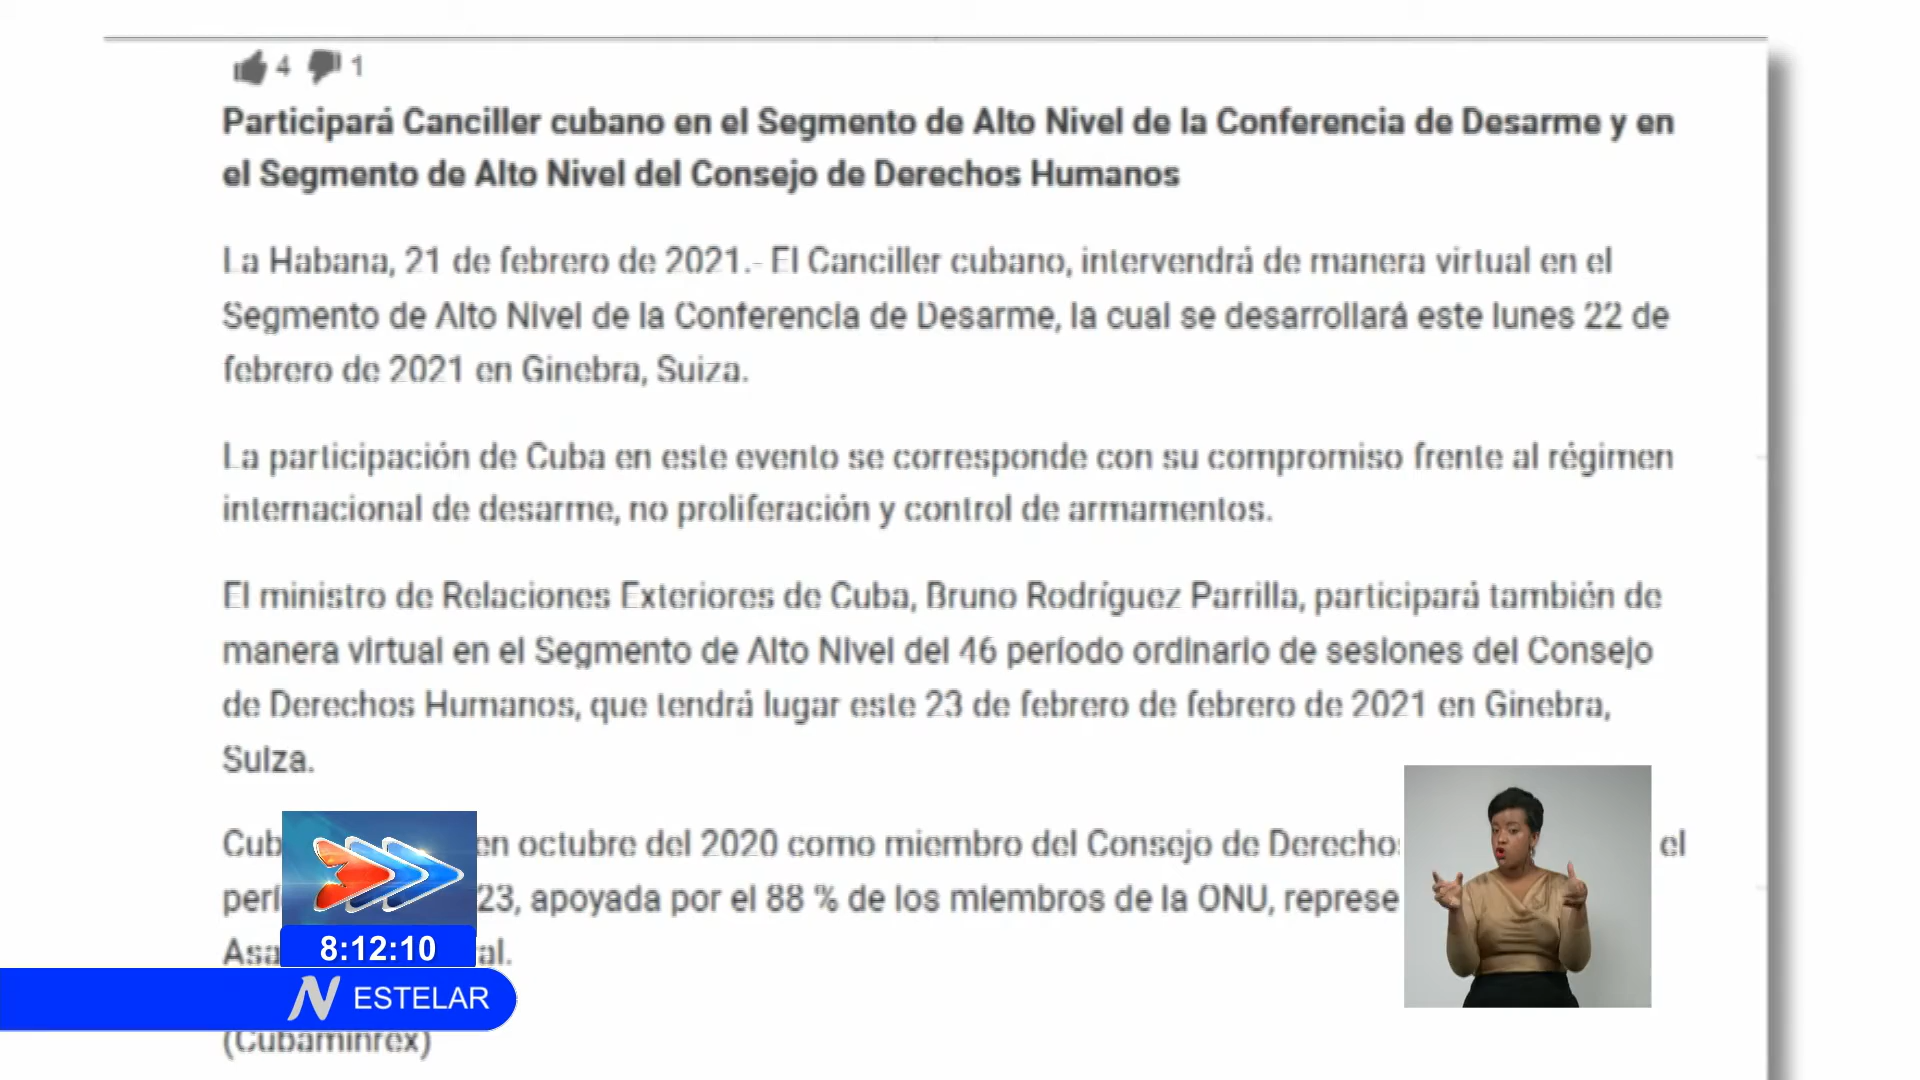 4 1
Participará Canciller cubano en el Segmento de Alto Nivel de la Conferencia de Desarme y en
el Segmento de Alto Nivel del Consejo de Derechos Humanos
La Habana, 21 de febrero de 2021.- El Canciller cubano, intervendrá de manera virtual en el
Segmento de Alto Nivel de la Conferencia de Desarme, la cual se desarrollará este lunes 22 de
febrero de 2021 en Ginebra, Suiza.
La participación de Cuba en este evento se corresponde con su compromiso frente al régimen
internacional de desarme, no proliferación y control de armamentos.
El ministro de Relaciones Exteriores de Cuba, Bruno Rodríguez Parrilla, participará también de
manera virtual en el Segmento de Alto Nivel del 46 período ordinario de sesiones del Consejo
de Derechos Humanos, que tendrá lugar este 23 de febrero de febrero de 2021 en Ginebra,
Suiza.
en octubre del 2020 como miembro del Consejo de el
23, apoyada por el 88 % de los miembros de la ONU,
8:12:10
N ESTELAR
(Cubaminrex)